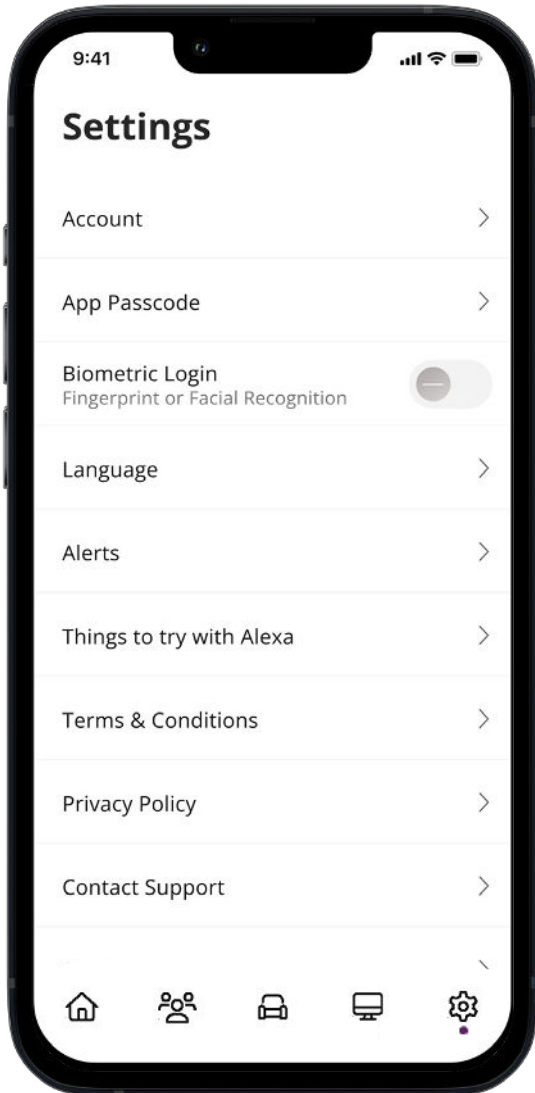 9:41
Settings
Account
App Passcode
Biometric Login
Fingerprint or Facial Recognition
Language
Alerts
Things to try with Alexa
Terms & Conditions
Privacy Policy
Contact Support